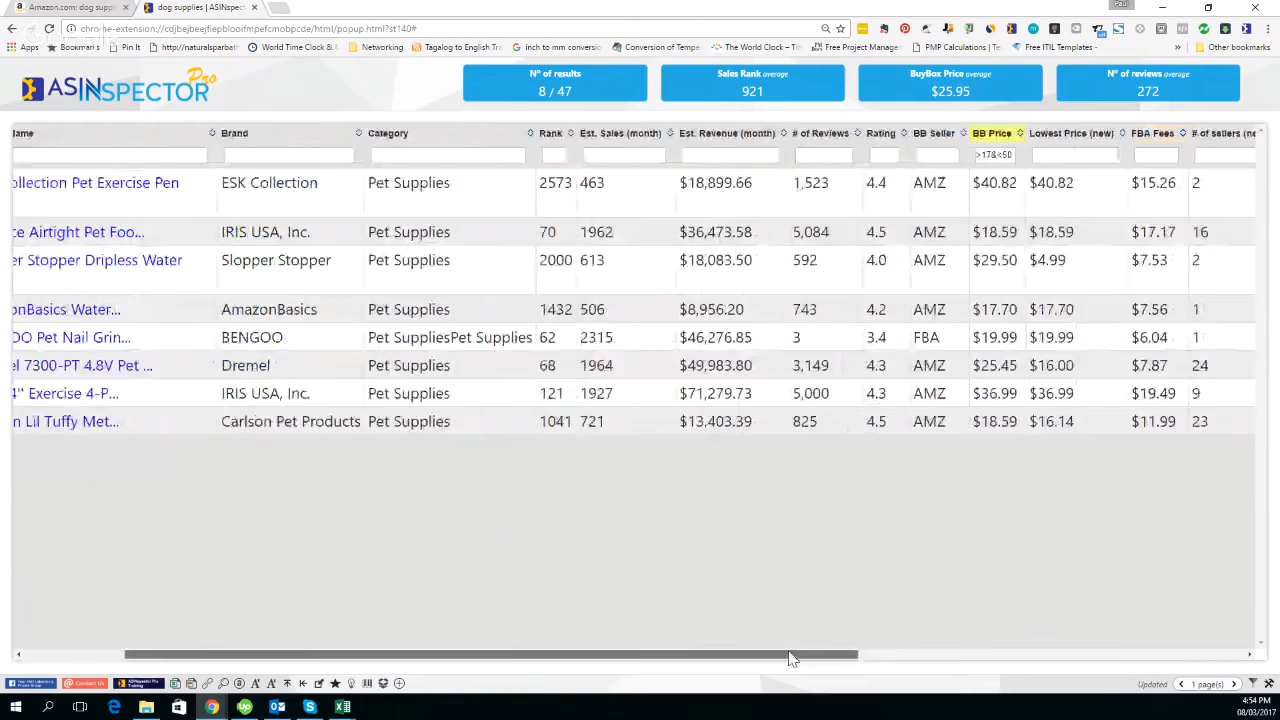 Paul
Amazon.com: dog suppli
dog supplies | ASINspect
chrome-extension://cdjbejbeejfiepblooifmpefcmobpcde/html/popup.html?st140#
Apps Bookmarks Pin It http://naturalsparbat World Time Clock & M Networking Tagalog to English Tra inch to mm conversio Conversion of Tempe The World Clock – Ti Free Project Manager PMP Calculations | Te Free ITIL Templates - » Other bookmarks
ASINSPECTOR Pro
Nº of results
8 / 47
Sales Rank average
921
BuyBox Price average
$25.95
Nº of reviews average
272
lame Brand Category Rank Est. Sales (month) Est. Revenue (month) # of Reviews Rating BB Seller BB Price Lowest Price (new) FBA Fees # of sellers (ne
>17&<50
ollection Pet Exercise Pen ESK Collection Pet Supplies 2573 463 $18,899.66 1,523 4.4 AMZ $40.82 $40.82 $15.26 2
ce Airtight Pet Foo... IRIS USA, Inc. Pet Supplies 70 1962 $36,473.58 5,084 4.5 AMZ $18.59 $18.59 $17.17 16
er Stopper Dripless Water Slopper Stopper Pet Supplies 2000 613 $18,083.50 592 4.0 AMZ $29.50 $4.99 $7.53 2
onBasics Water... AmazonBasics Pet Supplies 1432 506 $8,956.20 743 4.2 AMZ $17.70 $17.70 $7.56 1
OO Pet Nail Grin... BENGOO Pet SuppliesPet Supplies 62 2315 $46,276.85 3 3.4 FBA $19.99 $19.99 $6.04 1
el 7300-PT 4.8V Pet ... Dremel Pet Supplies 68 1964 $49,983.80 3,149 4.3 AMZ $25.45 $16.00 $7.87 24
4'' Exercise 4-P... IRIS USA, Inc. Pet Supplies 121 1927 $71,279.73 5,000 4.3 AMZ $36.99 $36.99 $19.49 9
n Lil Tuffy Met... Carlson Pet Products Pet Supplies 1041 721 $13,403.39 825 4.5 AMZ $18.59 $16.14 $11.99 23
Contact Us
ASINspector Pro
Training
Updated 1 page(s)
4:54 PM
08/03/2017